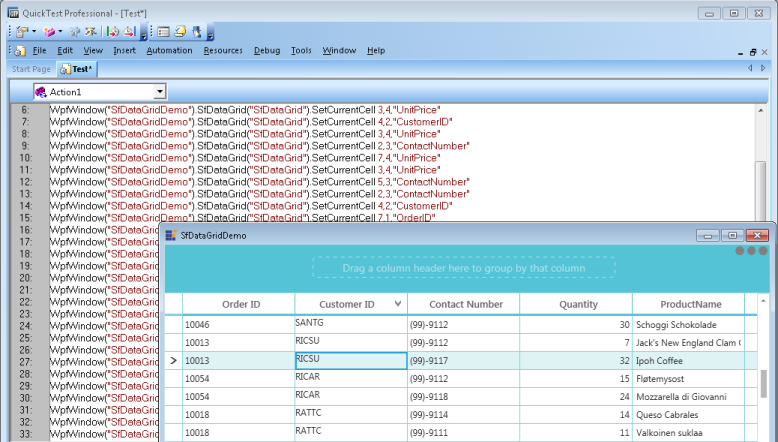 QuickTest Professional - [Test*]
File Edit View Insert Automation Resources Debug Tools Window Help
Start Page Test*
Action1
6: WpfWindow("SfDataGridDemo").SfDataGrid("SfDataGrid").SetCurrentCell 3,4,"UnitPrice"
7: WpfWindow("SfDataGridDemo").SfDataGrid("SfDataGrid").SetCurrentCell 4,2,"CustomerID"
8: WpfWindow("SfDataGridDemo").SfDataGrid("SfDataGrid").SetCurrentCell 3,4,"UnitPrice"
9: WpfWindow("SfDataGridDemo").SfDataGrid("SfDataGrid").SetCurrentCell 2,3,"ContactNumber"
10: WpfWindow("SfDataGridDemo").SfDataGrid("SfDataGrid").SetCurrentCell 7,4,"UnitPrice"
11: WpfWindow("SfDataGridDemo").SfDataGrid("SfDataGrid").SetCurrentCell 3,4,"UnitPrice"
12: WpfWindow("SfDataGridDemo").SfDataGrid("SfDataGrid").SetCurrentCell 5,3,"ContactNumber"
13: WpfWindow("SfDataGridDemo").SfDataGrid("SfDataGrid").SetCurrentCell 2,3,"ContactNumber"
14: WpfWindow("SfDataGridDemo").SfDataGrid("SfDataGrid").SetCurrentCell 4,2,"CustomerID"
15: WpfWindow("SfDataGridDemo").SfDataGrid("SfDataGrid").SetCurrentCell 7,1,"OrderID"
16: WpfWindow("SfDataGrid
17: WpfWindow("SfDataGrid
18: WpfWindow("SfDataGrid
19: WpfWindow("SfDataGrid
20: WpfWindow("SfDataGrid
21: WpfWindow("SfDataGrid
22: WpfWindow("SfDataGrid
23: WpfWindow("SfDataGrid
24: WpfWindow("SfDataGrid
25: WpfWindow("SfDataGrid
26: WpfWindow("SfDataGrid
27: WpfWindow("SfDataGrid
28: WpfWindow("SfDataGrid
29: WpfWindow("SfDataGrid
30: WpfWindow("SfDataGrid
31: WpfWindow("SfDataGrid
32: WpfWindow("SfDataGrid
33: WpfWindow("SfDataGrid
SfDataGridDemo
Drag a column header here to group by that column
Order ID Customer ID Contact Number Quantity ProductName
10046 SANTG (99)-9112 30 Schoggi Schokolade
10013 RICSU (99)-9112 7 Jack's New England Clam
10013 RICSU (99)-9117 32 Ipoh Coffee
10054 RICAR (99)-9112 15 Fløtemysost
10054 RICAR (99)-9118 24 Mozzarella di Giovanni
10018 RATTC (99)-9114 14 Queso Cabrales
10018 RATTC (99)-9111 11 Valkoinen suklaa